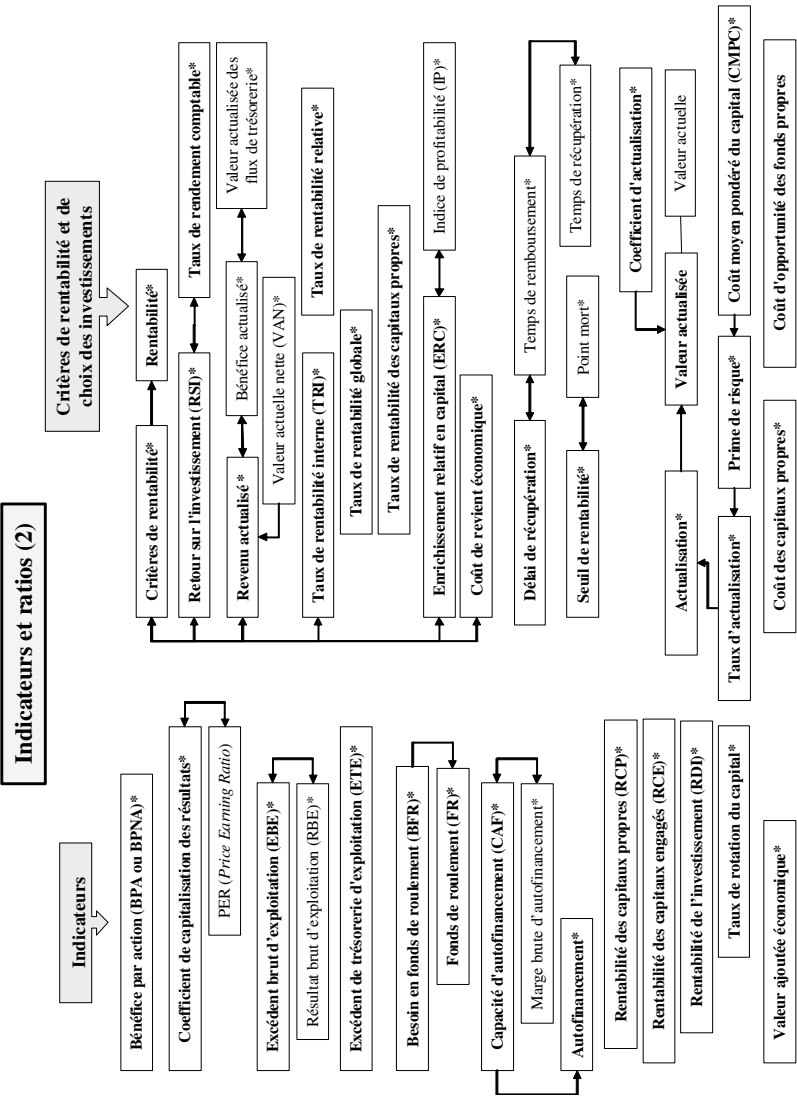 Indicateurs et ratios (2)
Indicateurs
Bénéfice par action (BPA ou BPNA)*
Coefficient de capitalisation des résultats*
PER (Price Earning Ratio)
Excédent brut d'exploitation (EBE)*
Résultat brut d'exploitation (RBE)*
Excédent de trésorerie d'exploitation (ETE)*
Besoin en fonds de roulement (BFR)
Fonds de roulement (FR)*
Capacité d'autofinancement (CAF)*
Marge brute d'autofinancement*
Autofinancement*
Rentabilité des capitaux propres (RCP)*
Rentabilité des capitaux engagés (RCE)*
Rentabilité de l'investissement (RDI)*
Taux de rotation du capital*
Valeur ajoutée économique*
Critères de rentabilité et de
choix des investissements
Critères de rentabilité*
Rentabilité*
Retour sur l'investissement (RSI)*
Taux de rendement comptable*
Revenu actualisé*
Bénéfice actualisé*
Valeur actualisée des
flux de trésorerie*
Valeur actuelle nette (VAN)*
Taux de rentabilité interne (TRI)*
Taux de rentabilité relative*
Taux de rentabilité globale*
Taux de rentabilité des capitaux propres*
Enrichissement relatif en capital (ERC)*
Indice de profitabilité (IP)*
Coût de revient économique*
Délai de récupération*
Temps de remboursement*
Temps de récupération*
Seuil de rentabilité*
Point mort*
Coefficient d'actualisation*
Actualisation*
Valeur actualisée
Valeur actuelle
Taux d'actualisation*
Prime de risque*
Coût moyen pondéré du capital (CMPC)*
Coût des capitaux propres*
Coût d'opportunité des fonds propres